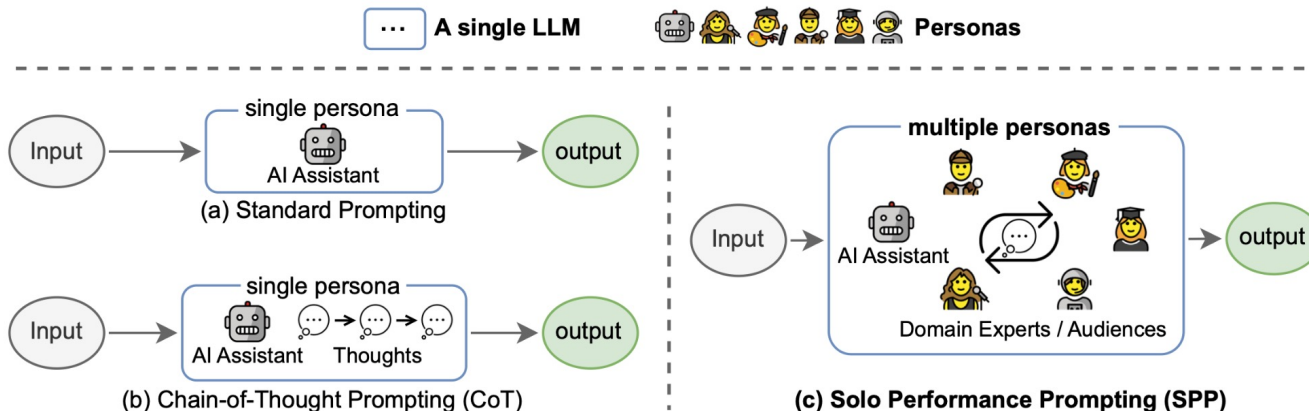 ... A single LLM
Personas
single persona
Input
AI Assistant
output
(a) Standard Prompting
single persona
Input
AI Assistant
Thoughts
output
(b) Chain-of-Thought Prompting (CoT)
multiple personas
Input
AI Assistant
Domain Experts / Audiences
output
(c) Solo Performance Prompting (SPP)